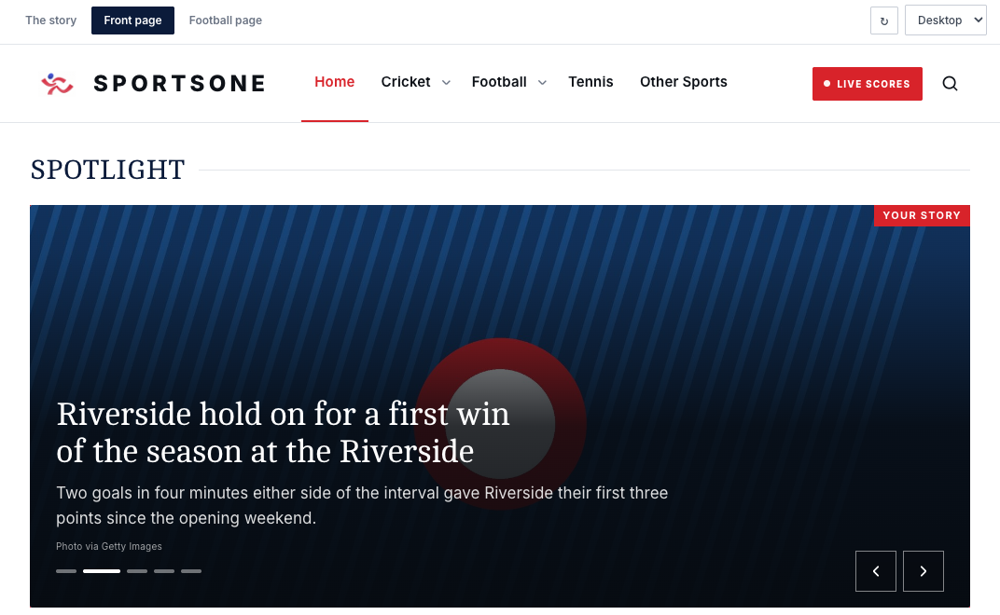 The story
Front page
Football page
Desktop
SPORTSONE
Home
Cricket
Football
Tennis
Other Sports
LIVE SCORES
SPOTLIGHT
YOUR STORY
Riverside hold on for a first win
of the season at the Riverside
Two goals in four minutes either side of the interval gave Riverside their first three
points since the opening weekend.
Photo via Getty Images